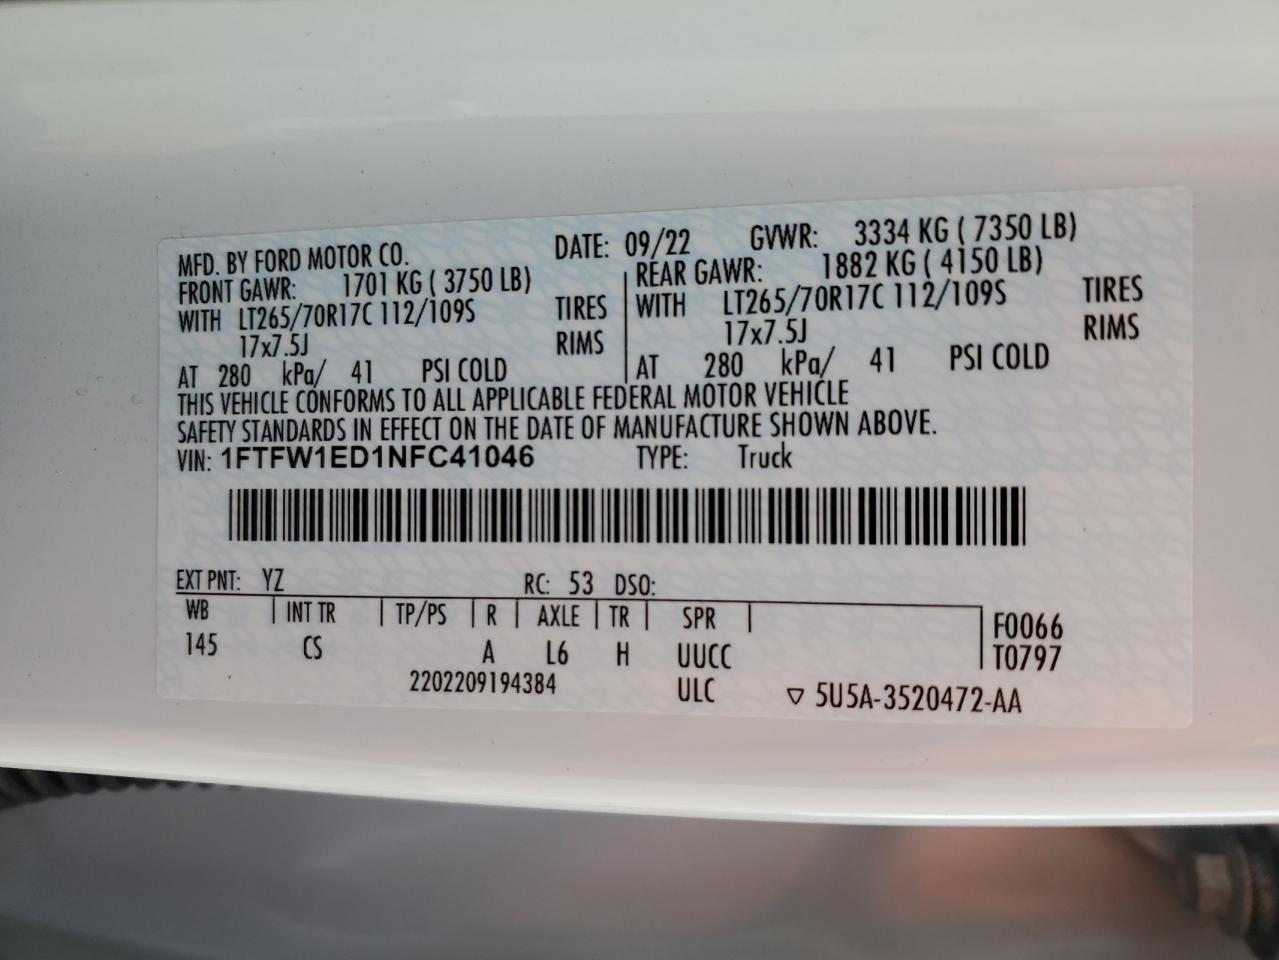 MFD. BY FORD MOTOR CO. DATE: 09/22 GVWR: 3334 KG ( 7350 LB)
FRONT GAWR: 1701 KG ( 3750 LB) REAR GAWR: 1882 KG ( 4150 LB)
WITH LT265/70R17C 112/109S TIRES WITH LT265/70R17C 112/109S TIRES
17x7.5J RIMS 17x7.5J RIMS
AT 280 kPa/ 41 PSI COLD AT 280 kPa/ 41 PSI COLD
THIS VEHICLE CONFORMS TO ALL APPLICABLE FEDERAL MOTOR VEHICLE
SAFETY STANDARDS IN EFFECT ON THE DATE OF MANUFACTURE SHOWN ABOVE.
VIN: 1FTFW1ED1NFC41046 TYPE: Truck
EXT PNT: YZ RC: 53 DSO:
WB INT TR TP/PS R AXLE TR SPR F0066
145 CS A L6 H UUCC T0797
2202209194384 ULC 5U5A-3520472-AA